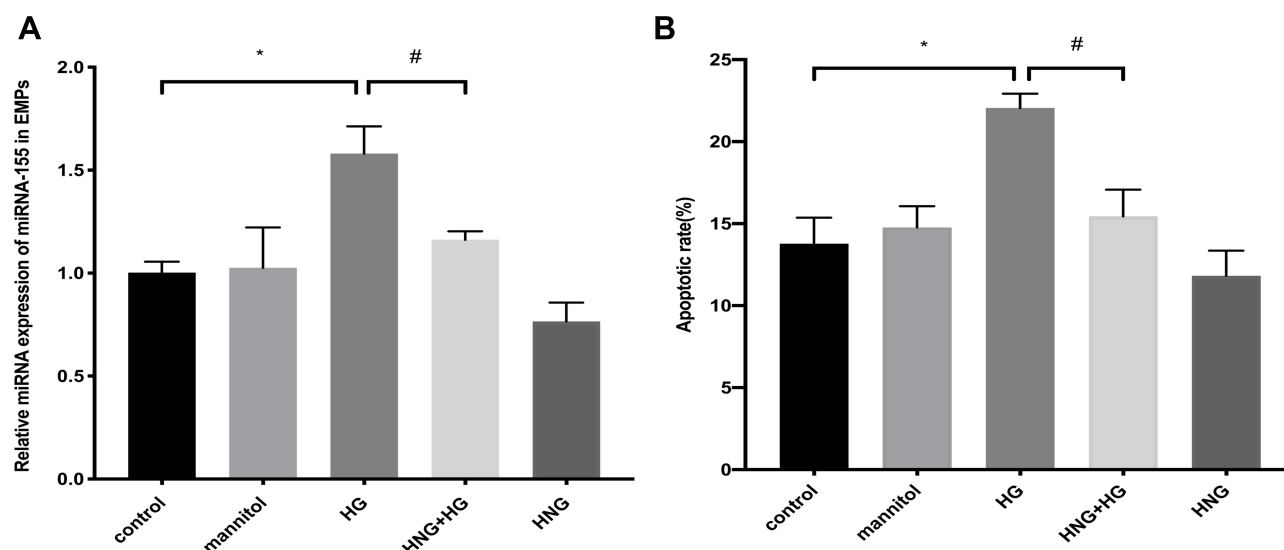 A
Relative miRNA expression of miRNA-155 in EMPs
2.0
1.5
1.0
0.5
0.0
*
#
control
mannitol
HG
HNG+HG
HNG
B
Apoptotic rate(%)
25
20
15
10
5
0
*
#
control
mannitol
HG
HNG+HG
HNG